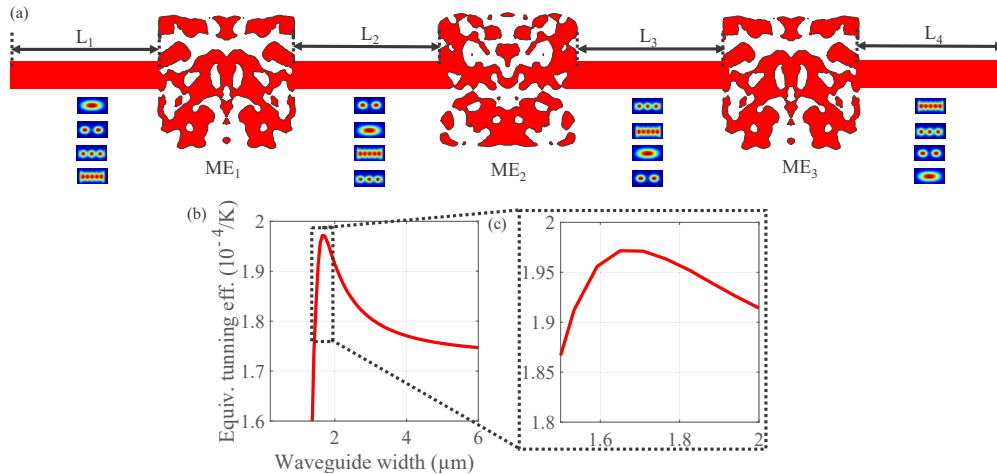 (a)
L₁ L₂ L₃ L₄
ME₁ ME₂ ME₃
(b)
(c)
Equiv. tunning eff. (10⁻⁴/K)
2
1.9
1.8
1.7
1.6
2 4 6
Waveguide width (μm)
2
1.95
1.9
1.85
1.8
1.6 1.8 2